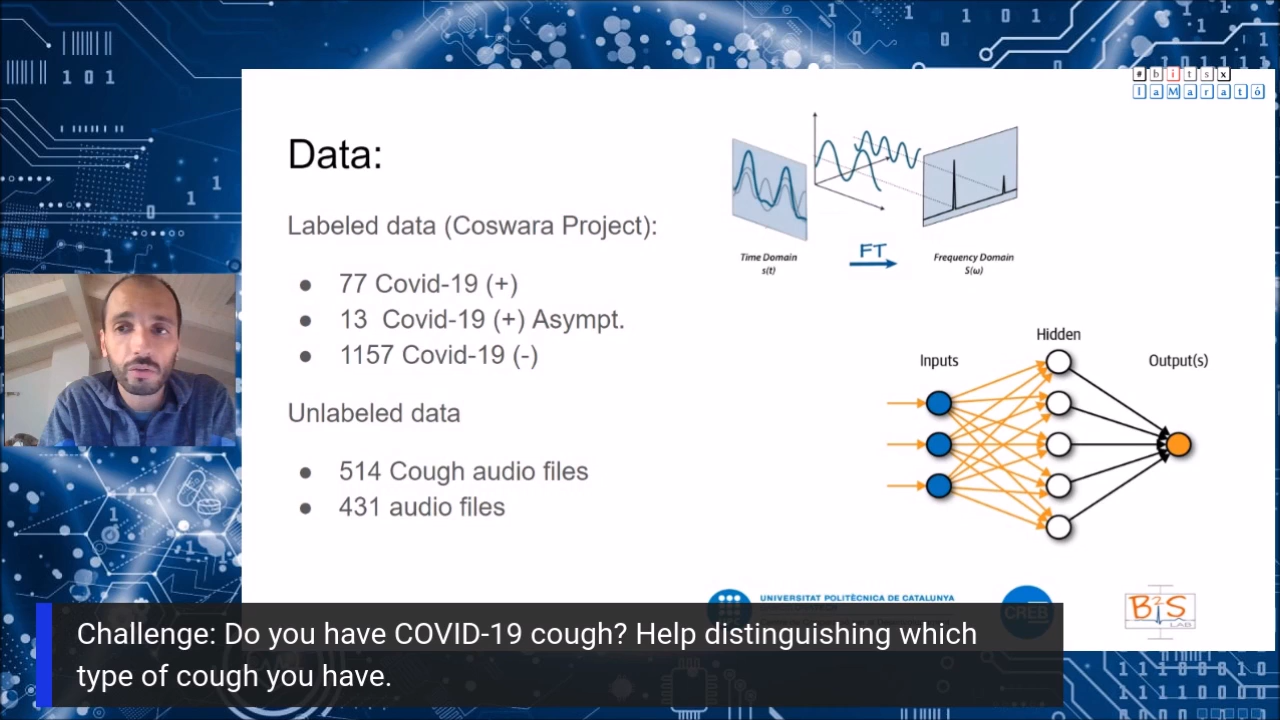 #bitsx
laMarató
Data:
Labeled data (Coswara Project):
77 Covid-19 (+)
13 Covid-19 (+) Asympt.
1157 Covid-19 (-)
Unlabeled data
514 Cough audio files
431 audio files
Time Domain
s(t)
FT
Frequency Domain
S(ω)
Hidden
Inputs
Output(s)
UNIVERSITAT POLITÈCNICA DE CATALUNYA
CREB
B2SLAB
Challenge: Do you have COVID-19 cough? Help distinguishing which
type of cough you have.